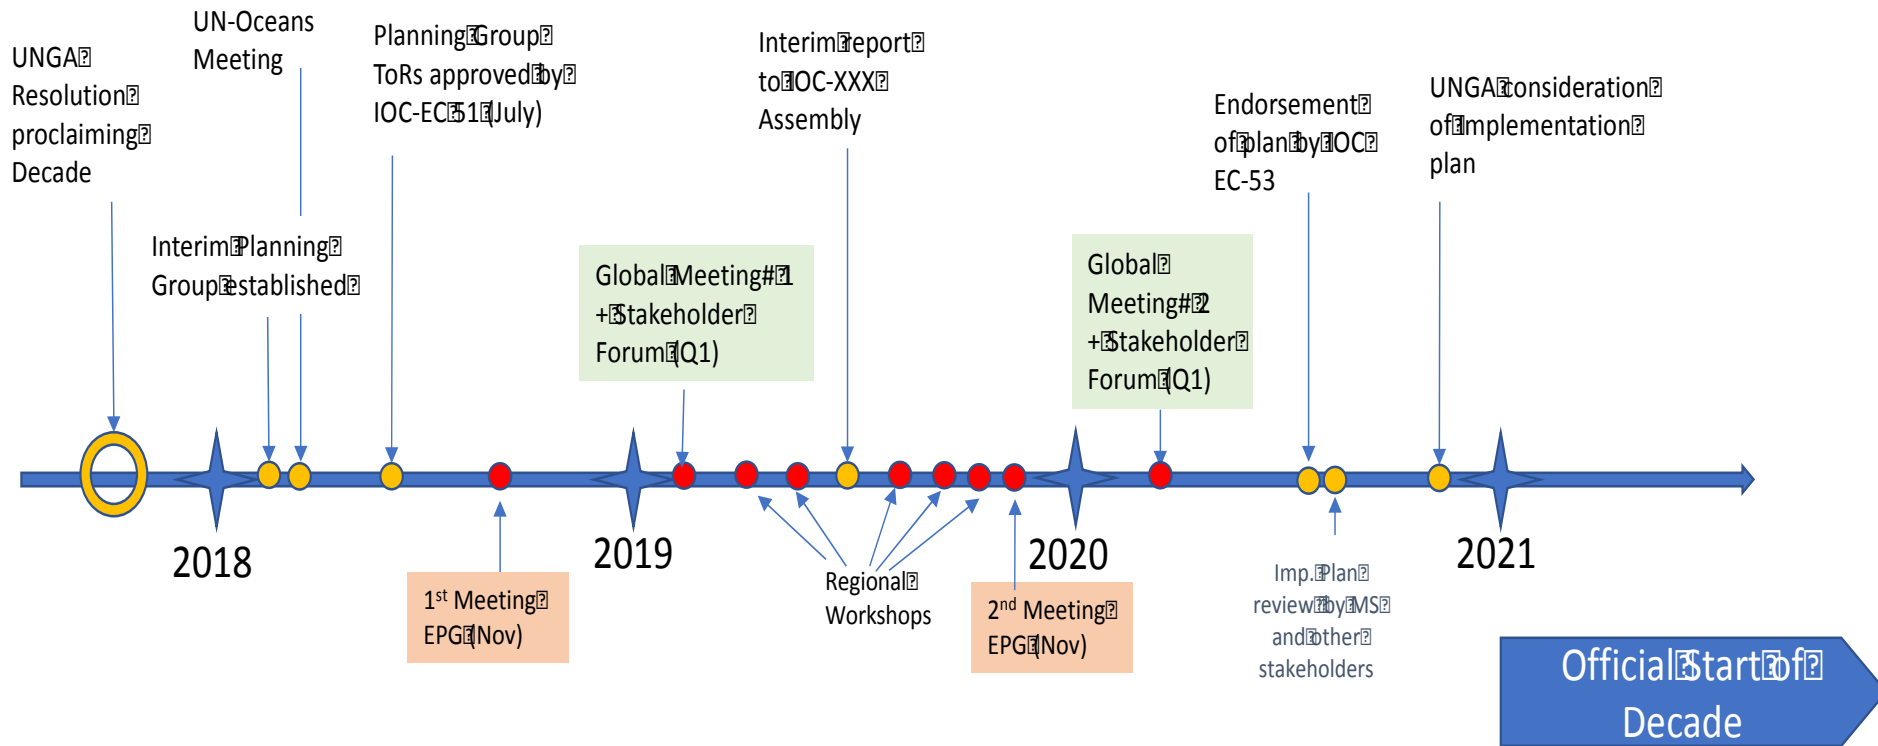 UNGA
Resolution
proclaiming
Decade
UN-Oceans
Meeting
Interim Planning
Group established
Planning Group
ToRs approved by
IOC-EC 51 (July)
Global Meeting# 1
+ Stakeholder
Forum (Q1)
Interim report
to IOC-XXX
Assembly
Global
Meeting# 2
+ Stakeholder
Forum (Q1)
Endorsement
of plan by IOC
EC-53
UNGA consideration
of Implementation
plan
2018
2019
2020
2021
1st Meeting
EPG (Nov)
Regional
Workshops
2nd Meeting
EPG (Nov)
Imp. Plan
review by MS
and other
stakeholders
Official Start of
Decade